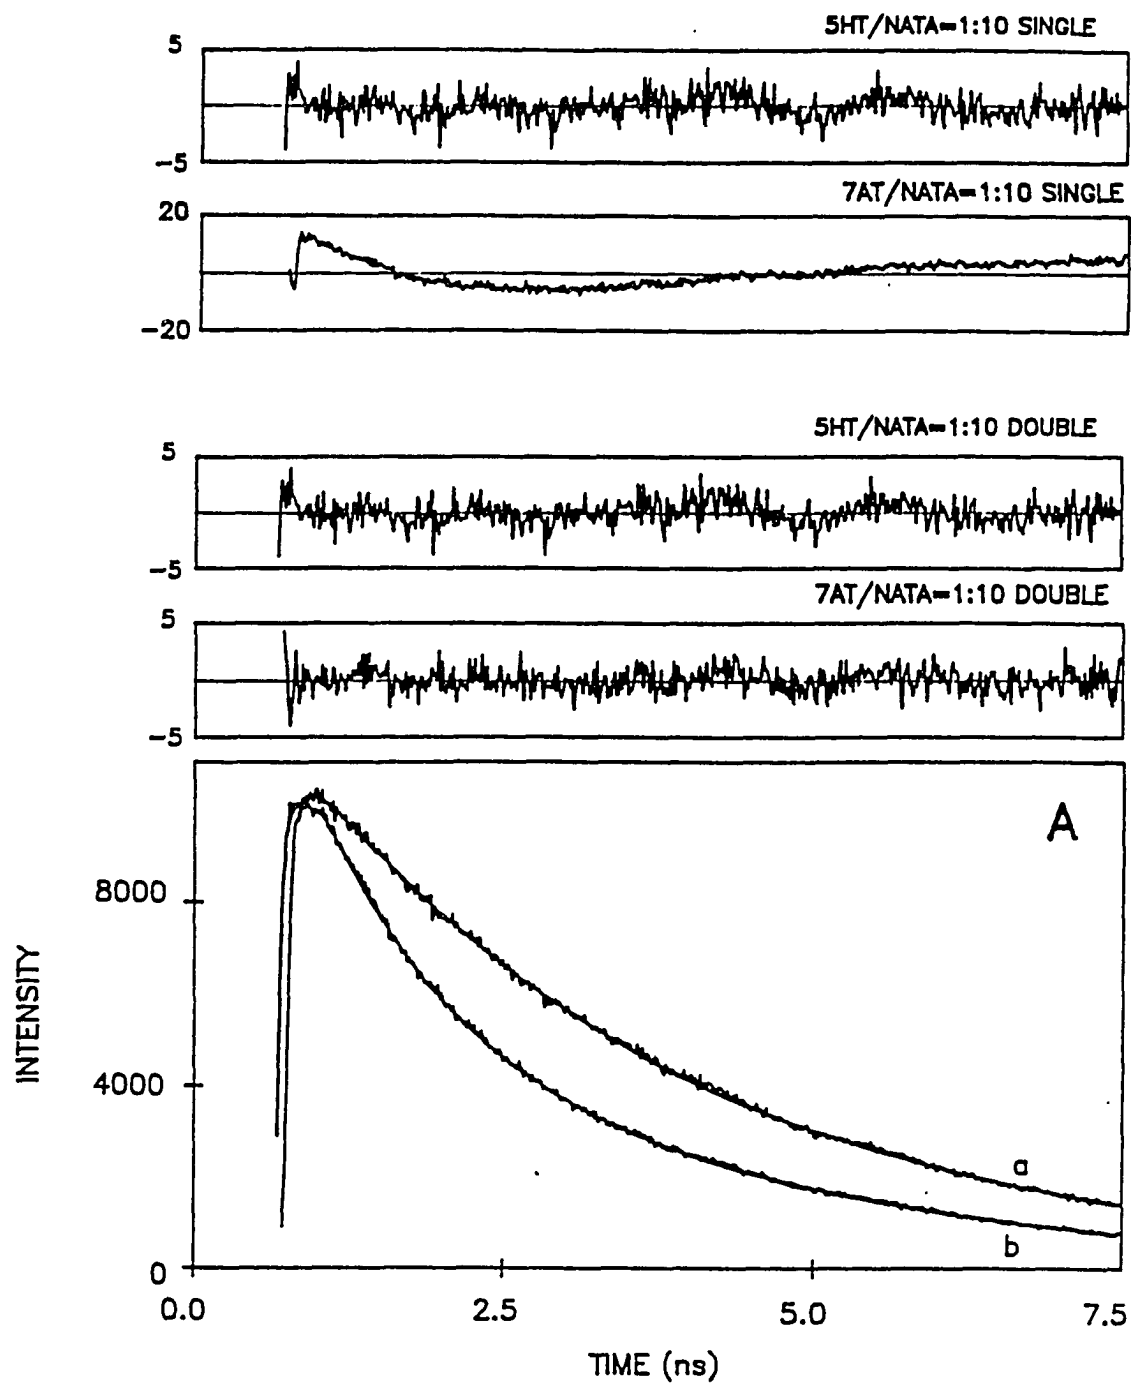 5HT/NATA=1:10 SINGLE
5
-5
7AT/NATA=1:10 SINGLE
20
-20
5HT/NATA=1:10 DOUBLE
5
-5
7AT/NATA=1:10 DOUBLE
5
-5
A
8000
4000
0
INTENSITY
a
b
0.0 2.5 5.0 7.5
TIME (ns)